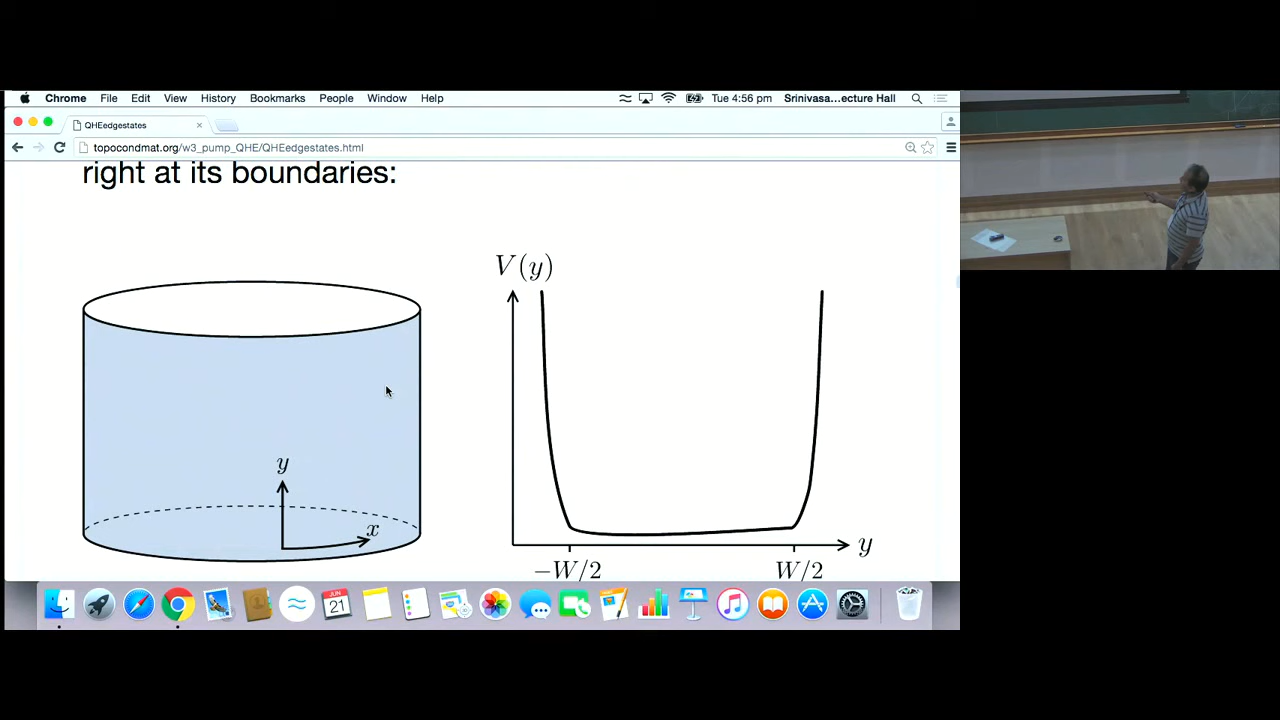 Chrome File Edit View History Bookmarks People Window Help Tue 4:56 pm Srinivasa...ecture Hall
QHEedgestates
topocondmat.org/w3_pump_QHE/QHEedgestates.html
right at its boundaries:
V(y)
y
x
y
−W/2
W/2
JUN
21